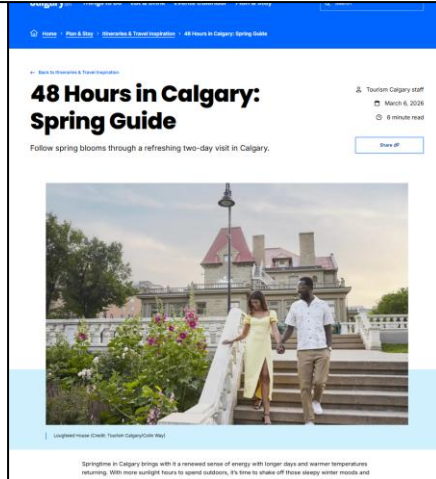 Home › Plan & Stay › Itineraries & Travel Inspiration › 48 Hours in Calgary: Spring Guide
← Back to Itineraries & Travel Inspiration
48 Hours in Calgary:
Spring Guide
Tourism Calgary staff
March 6, 2026
6 minute read
Share
Follow spring blooms through a refreshing two-day visit in Calgary.
Lougheed House (Credit: Tourism Calgary/Colin Way)
Springtime in Calgary brings with it a renewed sense of energy with longer days and warmer temperatures
returning. With more sunlight hours to spend outdoors, it's time to shake off those sleepy winter moods and